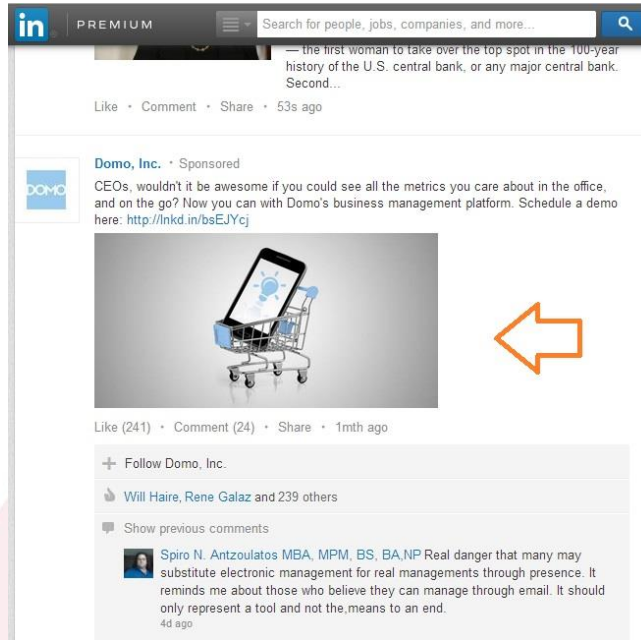 in PREMIUM Search for people, jobs, companies, and more...
— the first woman to take over the top spot in the 100-year
history of the U.S. central bank, or any major central bank.
Second...
Like • Comment • Share • 53s ago
Domo, Inc. • Sponsored
DOMO
CEOs, wouldn't it be awesome if you could see all the metrics you care about in the office,
and on the go? Now you can with Domo's business management platform. Schedule a demo
here: http://lnkd.in/bsEJYcj
Like (241) • Comment (24) • Share • 1mth ago
Follow Domo, Inc.
Will Haire, Rene Galaz and 239 others
Show previous comments
Spiro N. Antzoulatos MBA, MPM, BS, BA,NP Real danger that many may
substitute electronic management for real managements through presence. It
reminds me about those who believe they can manage through email. It should
only represent a tool and not the,means to an end.
4d ago